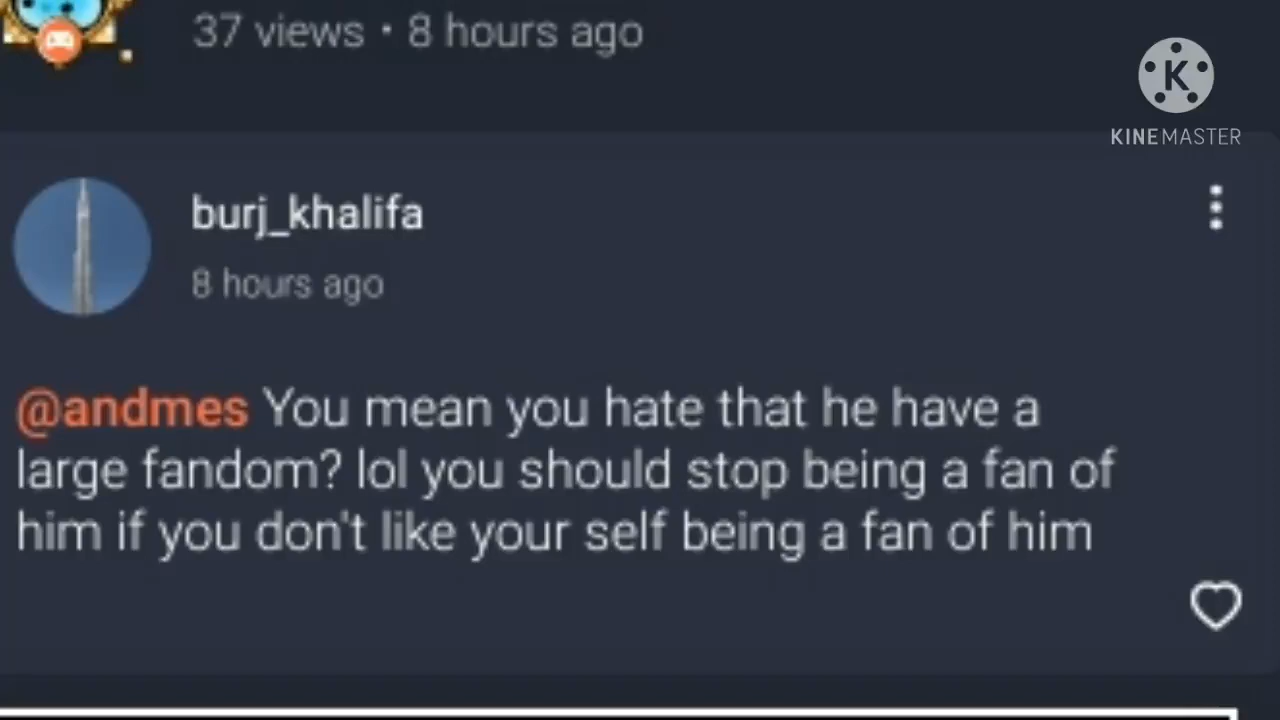 37 views • 8 hours ago
K
KINEMASTER
burj_khalifa
8 hours ago
@andmes You mean you hate that he have a
large fandom? lol you should stop being a fan of
him if you don't like your self being a fan of him